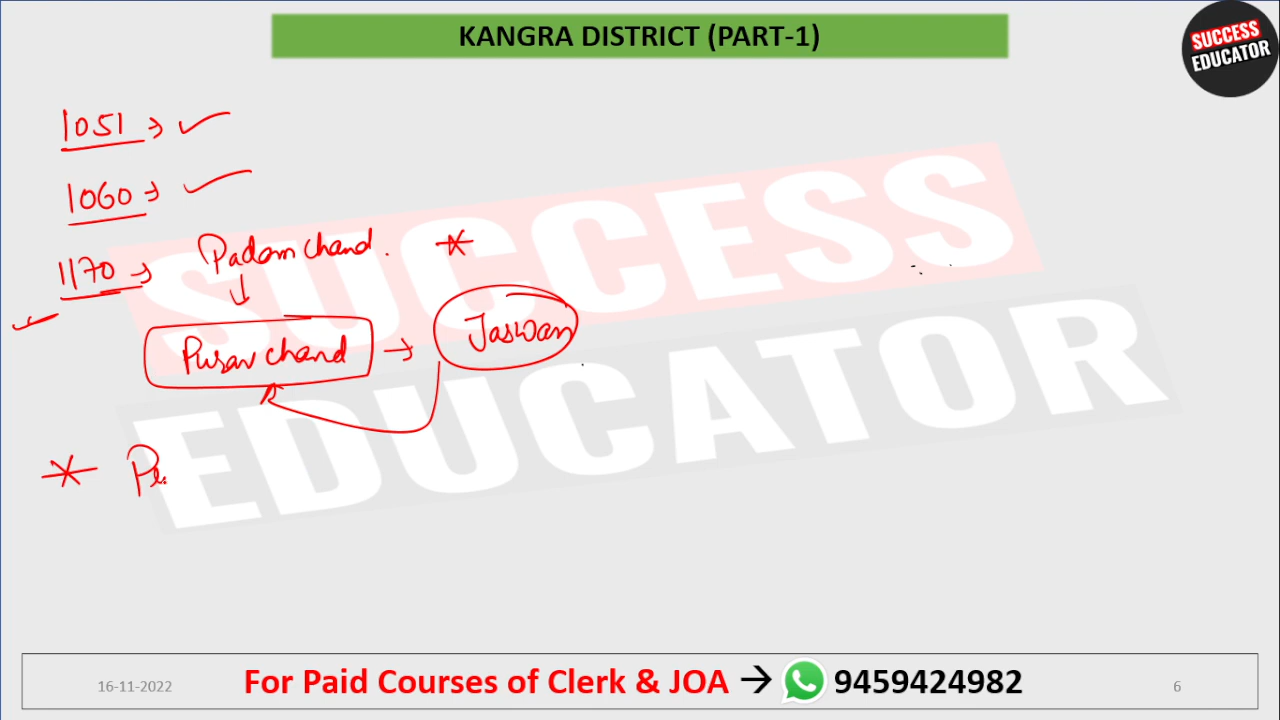 KANGRA DISTRICT (PART-1)
SUCCESS
EDUCATOR
1051 →
1060 →
1170 → Padam chand.
Purav chand → Jaswan
SUCCESS
EDUCATOR
16-11-2022
For Paid Courses of Clerk & JOA → 9459424982
6